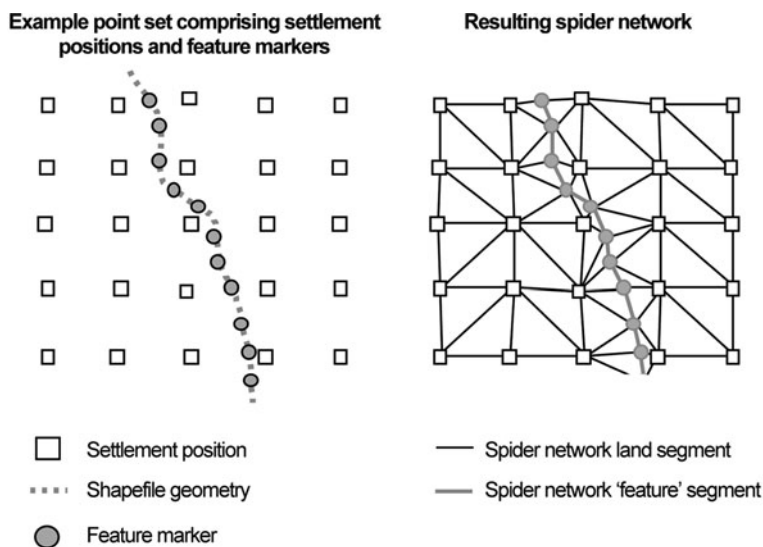 Example point set comprising settlement
positions and feature markers
Resulting spider network
Settlement position
Shapefile geometry
Feature marker
Spider network land segment
Spider network ‘feature’ segment